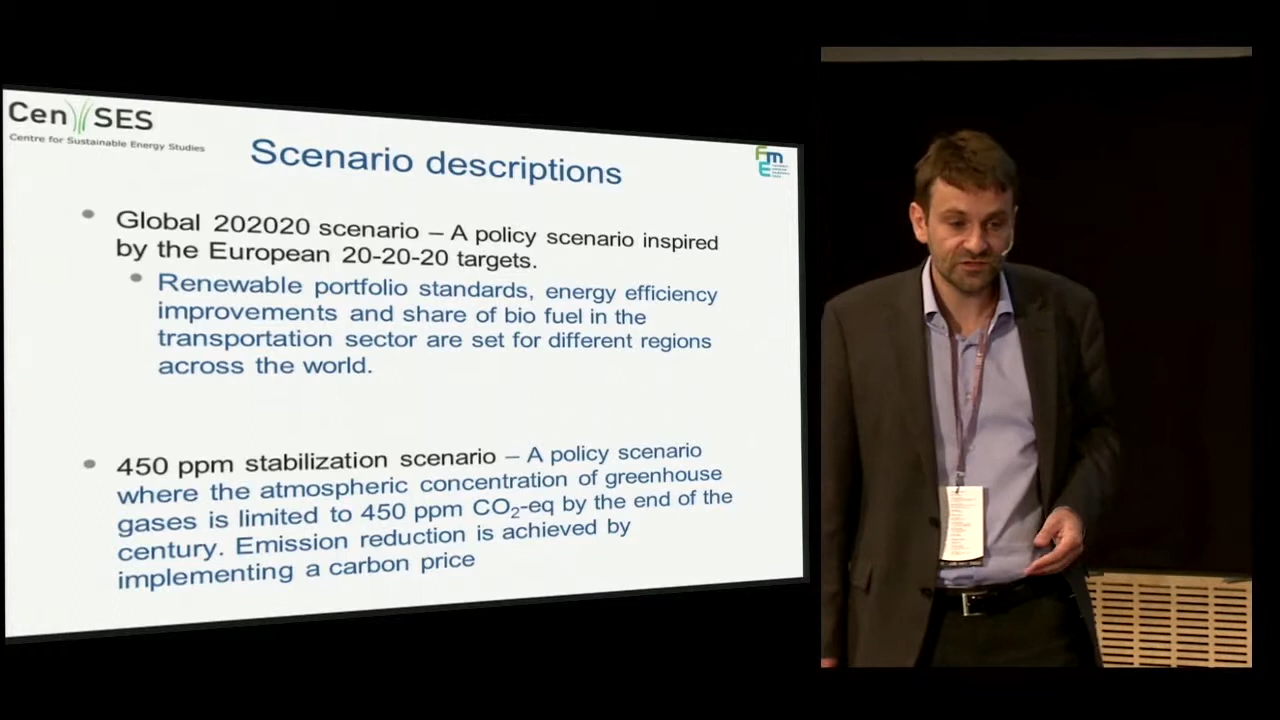 Cen SES
Centre for Sustainable Energy Studies
Scenario descriptions
FME
• Global 202020 scenario – A policy scenario inspired
by the European 20-20-20 targets.
• Renewable portfolio standards, energy efficiency
improvements and share of bio fuel in the
transportation sector are set for different regions
across the world.
• 450 ppm stabilization scenario – A policy scenario
where the atmospheric concentration of greenhouse
gases is limited to 450 ppm CO₂-eq by the end of the
century. Emission reduction is achieved by
implementing a carbon price